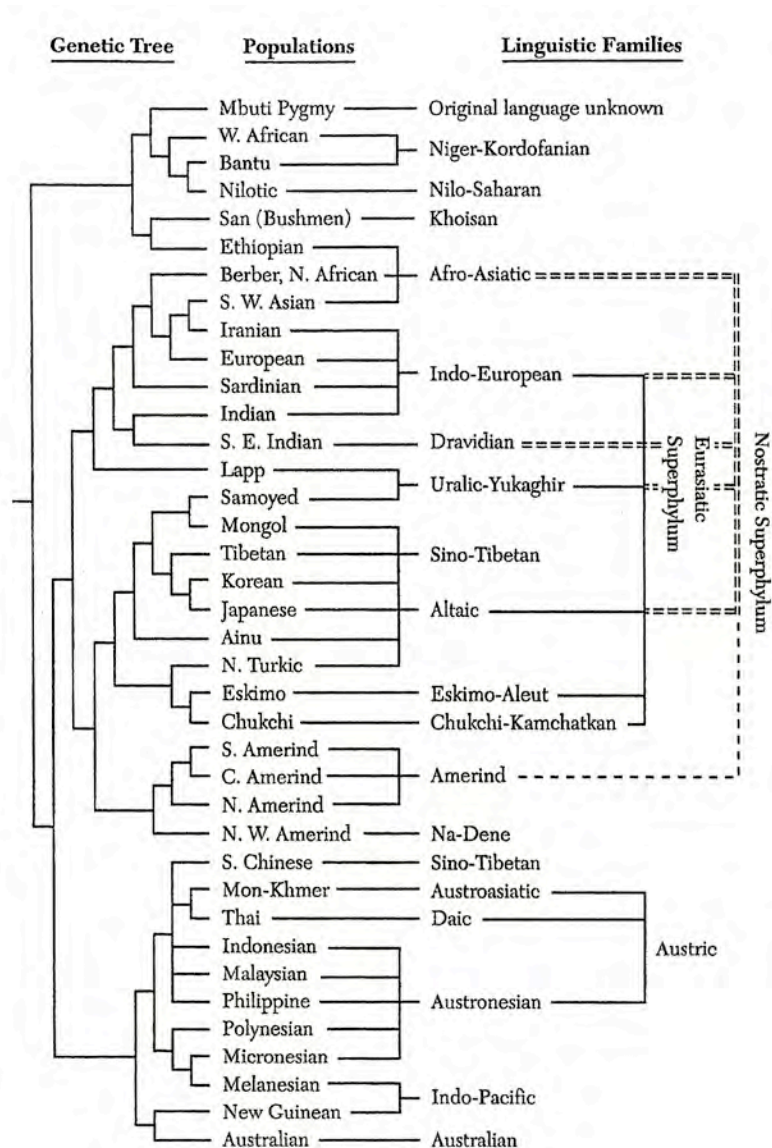 Genetic Tree Populations Linguistic Families
Mbuti Pygmy Original language unknown
W. African
Niger-Kordofanian
Bantu
Nilotic Nilo-Saharan
San (Bushmen) Khoisan
Ethiopian
Berber, N. African Afro-Asiatic
S. W. Asian
Iranian
European
Indo-European
Sardinian
Indian
S. E. Indian Dravidian
Lapp
Uralic-Yukaghir
Samoyed
Mongol
Tibetan Sino-Tibetan
Korean
Japanese Altaic
Ainu
N. Turkic
Eskimo Eskimo-Aleut
Chukchi Chukchi-Kamchatkan
S. Amerind
C. Amerind Amerind
N. Amerind
N. W. Amerind Na-Dene
S. Chinese Sino-Tibetan
Mon-Khmer Austroasiatic
Thai Daic
Indonesian
Austric
Malaysian
Philippine Austronesian
Polynesian
Micronesian
Melanesian
Indo-Pacific
New Guinean
Australian Australian
Eurasiatic
Superphylum
Nostratic Superphylum